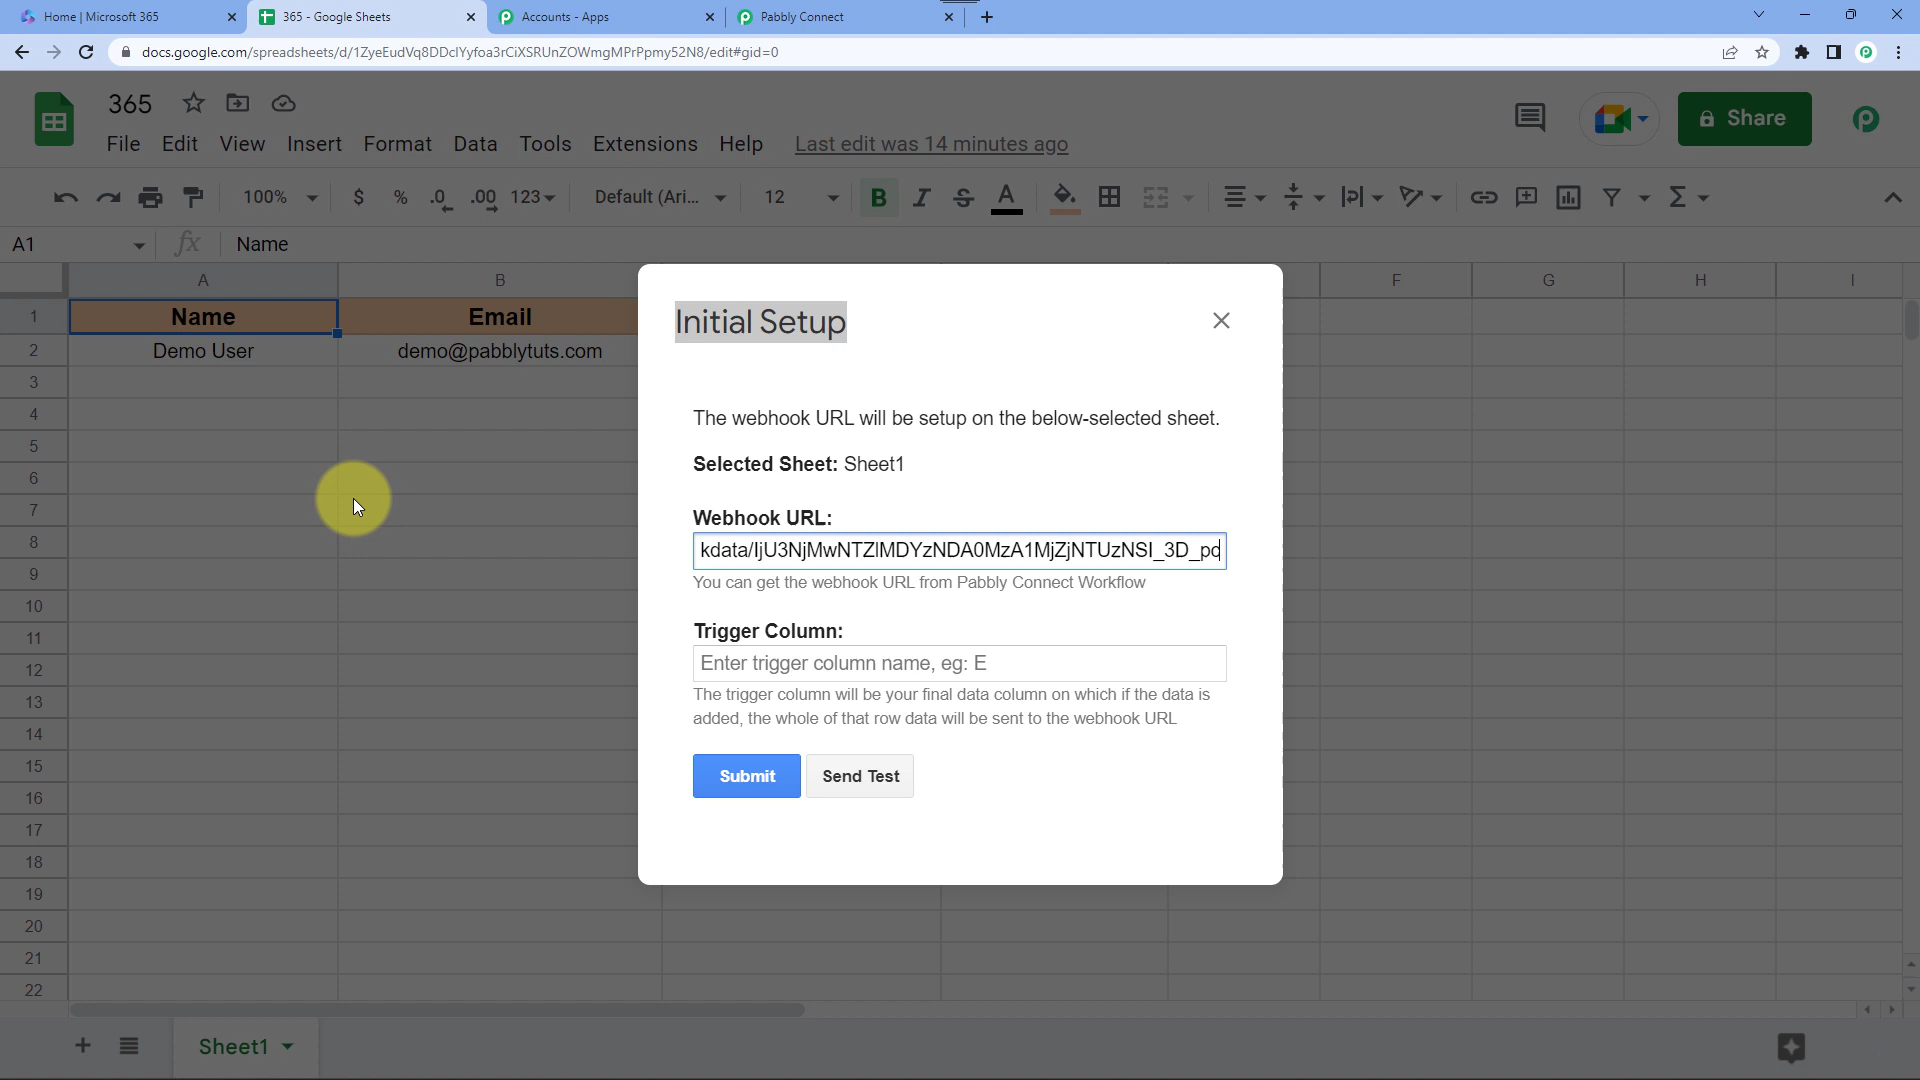 Home | Microsoft 365
365 - Google Sheets
Accounts - Apps
Pabbly Connect
docs.google.com/spreadsheets/d/1ZyeEudVq8DDclYyfoa3rCiXSRUnZOWmgMPrPpmy52N8/edit#gid=0
365
File Edit View Insert Format Data Tools Extensions Help Last edit was 14 minutes ago
Share
100% $ % .0 .00 123 Default (Ari... 12 B I S A
A1 fx Name
A B F G H I
1 Name Email
2 Demo User demo@pabblytuts.com
3
4
5
6
7
8
9
10
11
12
13
14
15
16
17
18
19
20
21
22
Initial Setup
The webhook URL will be setup on the below-selected sheet.
Selected Sheet: Sheet1
Webhook URL:
kdata/IjU3NjMwNTZlMDYzNDA0MzA1MjZjNTUzNSI_3D_pc
You can get the webhook URL from Pabbly Connect Workflow
Trigger Column:
Enter trigger column name, eg: E
The trigger column will be your final data column on which if the data is
added, the whole of that row data will be sent to the webhook URL
Submit Send Test
Sheet1